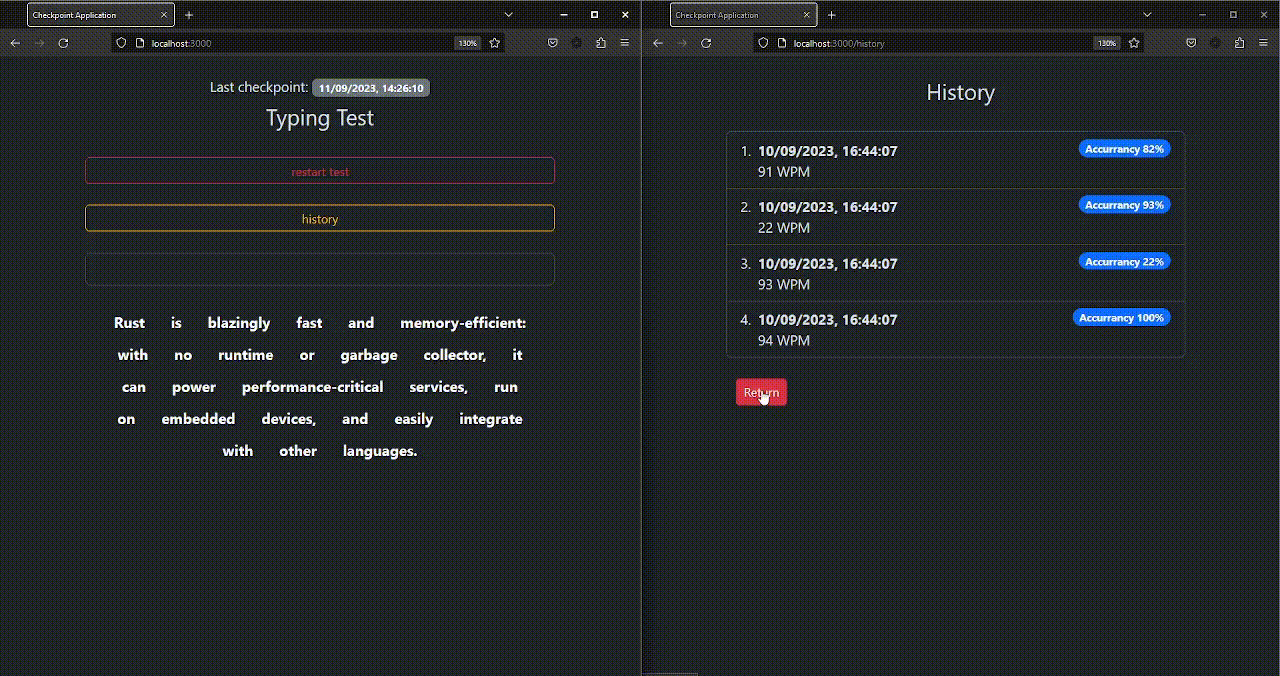 Checkpoint Application
localhost:3000
130%
Last checkpoint: 11/09/2023, 14:26:10
Typing Test
restart test
history
Rust is blazingly fast and memory-efficient:
with no runtime or garbage collector, it
can power performance-critical services, run
on embedded devices, and easily integrate
with other languages.
Checkpoint Application
localhost:3000/history
130%
History
1. 10/09/2023, 16:44:07 Accurrancy 82%
91 WPM
2. 10/09/2023, 16:44:07 Accurrancy 93%
22 WPM
3. 10/09/2023, 16:44:07 Accurrancy 22%
93 WPM
4. 10/09/2023, 16:44:07 Accurrancy 100%
94 WPM
Return